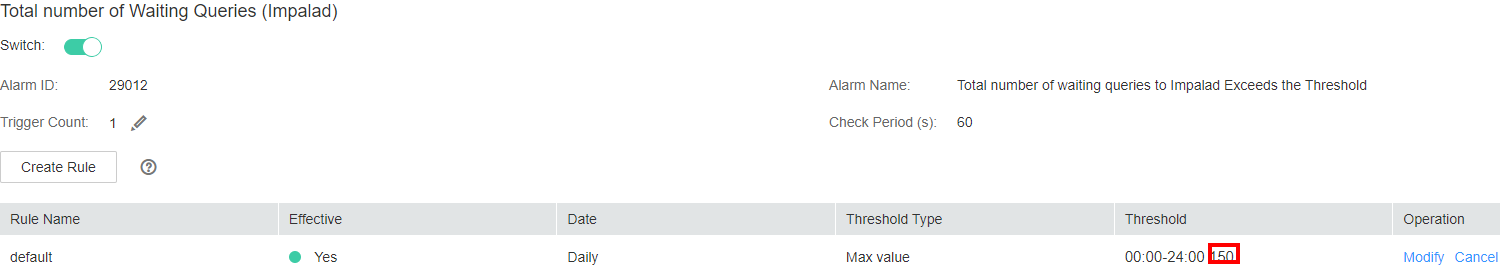 Total number of Waiting Queries (Impalad)
Switch:
Alarm ID: 29012 Alarm Name: Total number of waiting queries to Impalad Exceeds the Threshold
Trigger Count: 1 Check Period (s): 60
Create Rule ?
Rule Name Effective Date Threshold Type Threshold Operation
default Yes Daily Max value 00:00-24:00 150 Modify Cancel